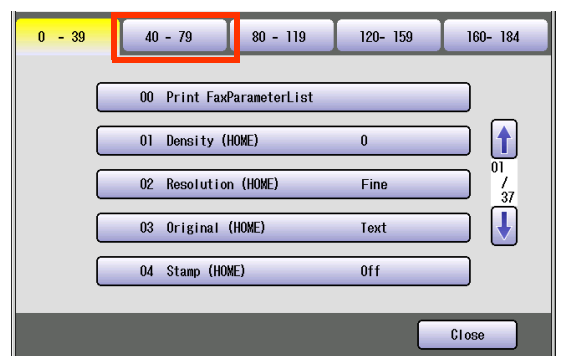 0 - 39 40 - 79 80 - 119 120- 159 160- 184
00 Print FaxParameterList
01 Density (HOME) 0
02 Resolution (HOME) Fine
03 Original (HOME) Text
04 Stamp (HOME) Off
01
/
37
Close